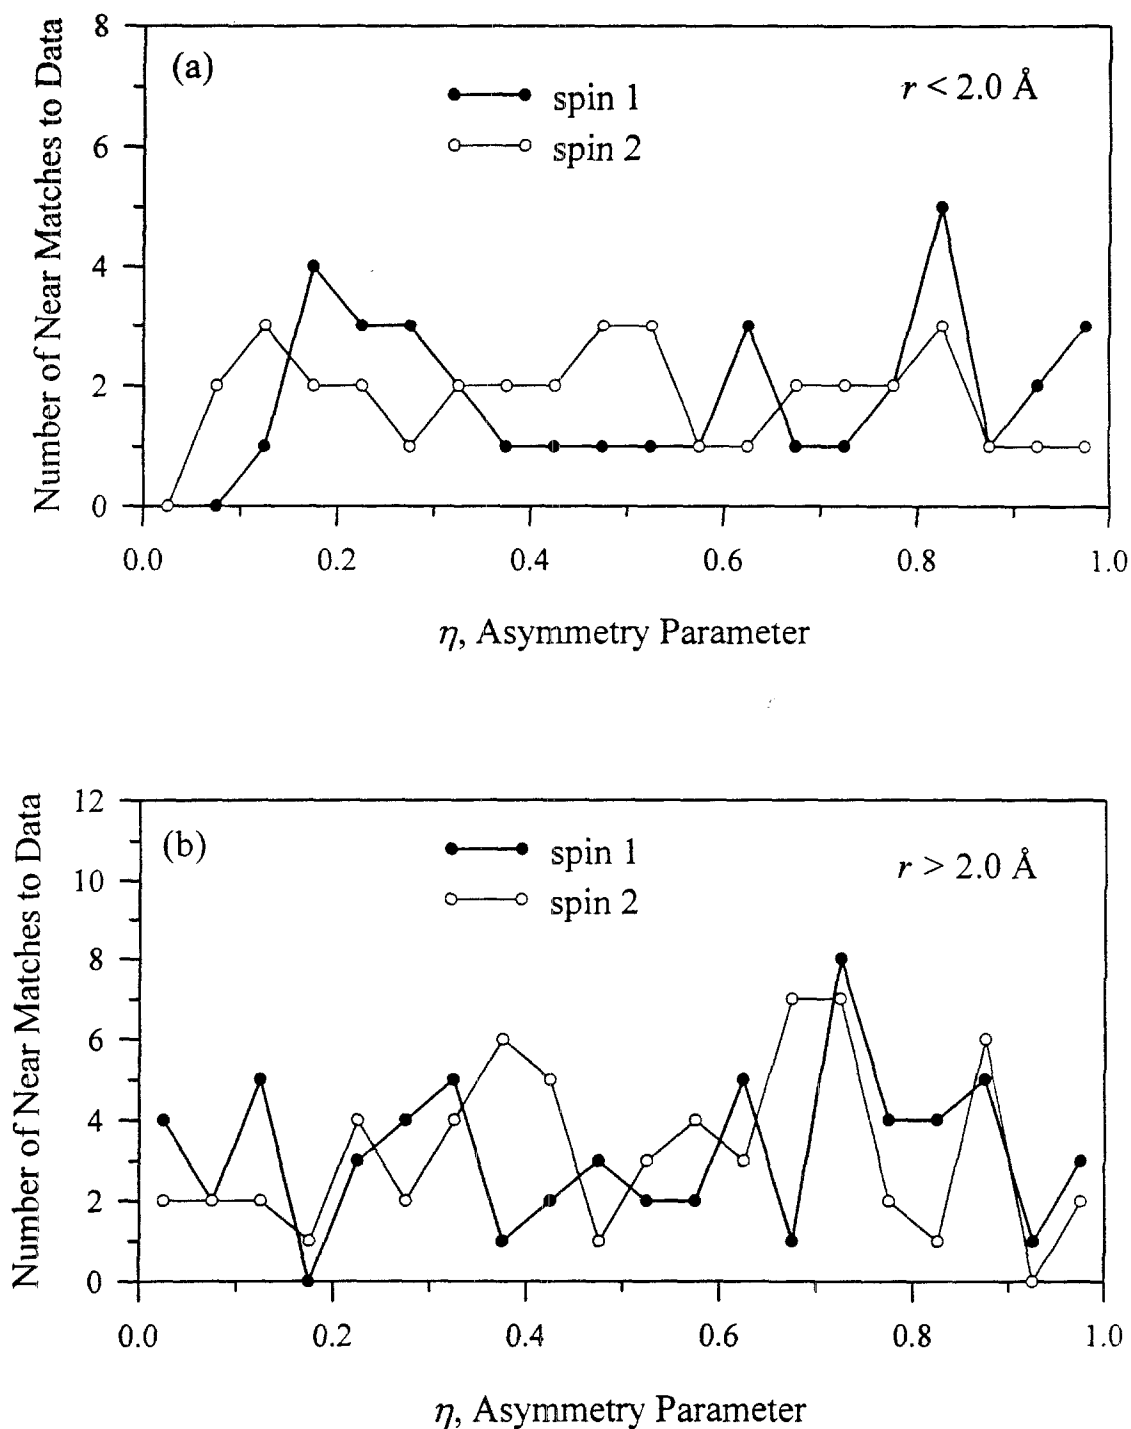 8
(a)
spin 1
r < 2.0 Å
spin 2
6
4
2
0
Number of Near Matches to Data
0.0 0.2 0.4 0.6 0.8 1.0
η, Asymmetry Parameter
12
(b)
spin 1
r > 2.0 Å
spin 2
10
8
6
4
2
0
Number of Near Matches to Data
0.0 0.2 0.4 0.6 0.8 1.0
η, Asymmetry Parameter